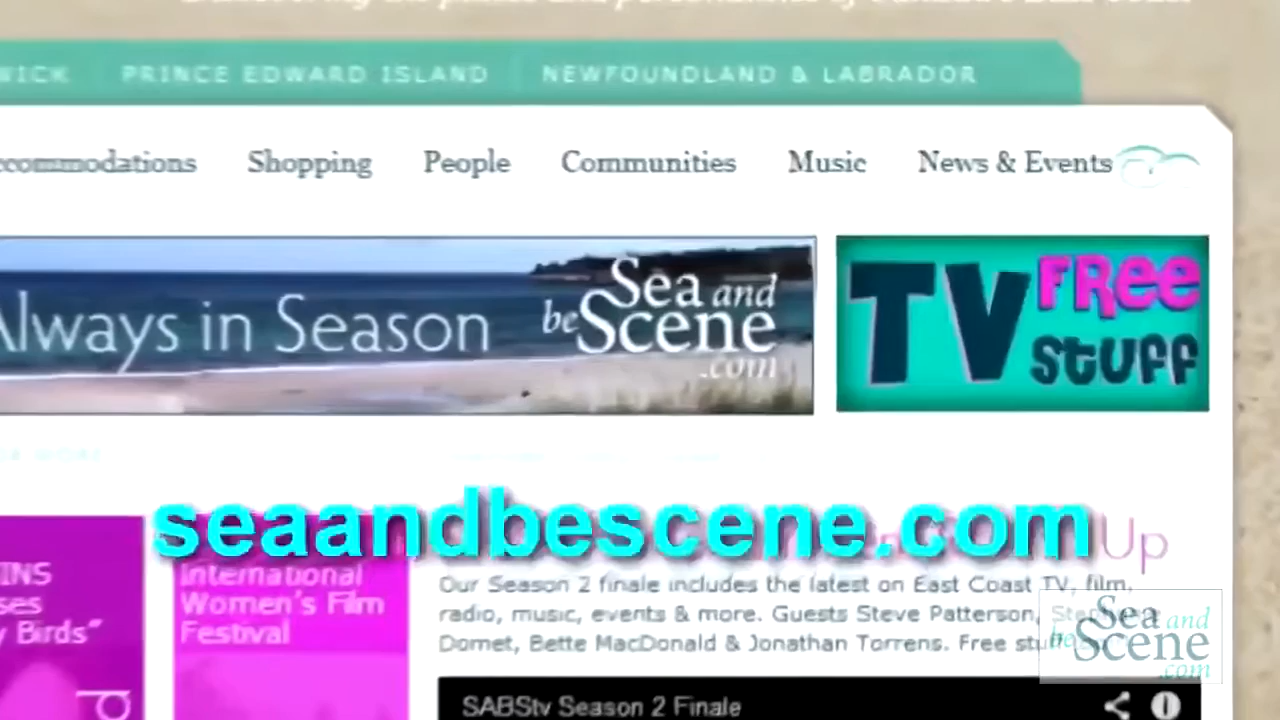 WICK PRINCE EDWARD ISLAND NEWFOUNDLAND & LABRADOR
ccommodations Shopping People Communities Music News & Events
Always in Season
Sea and
beScene
.com
TV FRee
STUFF
seaandbescene.com
Up
INS
ses
y Birds"
International
Women's Film
Festival
Our Season 2 finale includes the latest on East Coast TV, film,
radio, music, events & more. Guests Steve Patterson,
Domet, Bette MacDonald & Jonathan Torrens. Free
SABStv Season 2 Finale
Sea and
be Scene
.com